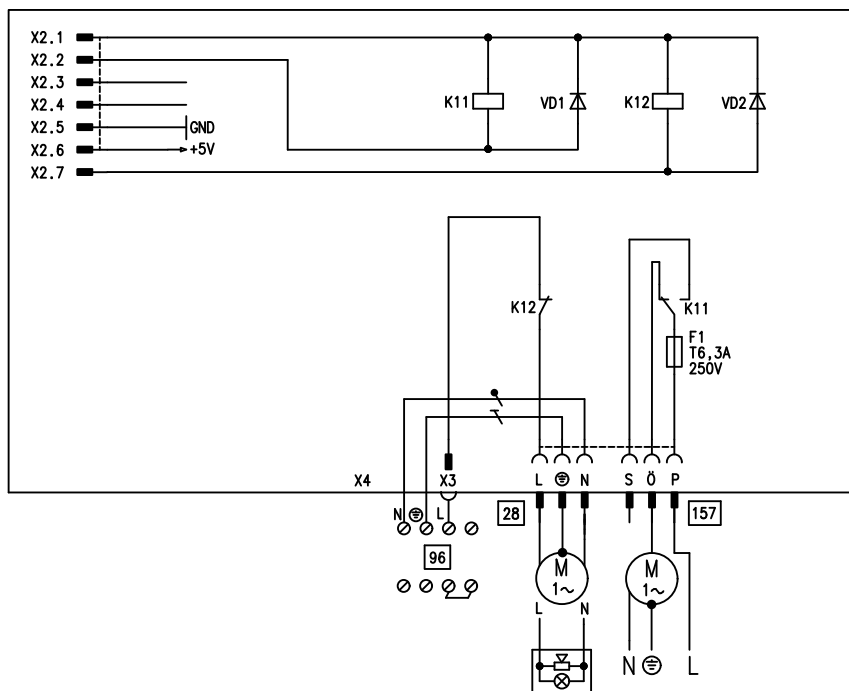 X2.1
X2.2
X2.3
X2.4
X2.5
GND
X2.6
+5V
X2.7
K11
VD1
K12
VD2
K12
K11
F1
T6,3A
250V
X4
X3
L
N
S
Ö
P
N
L
28
157
96
M
1~
M
1~
L
N
N
L